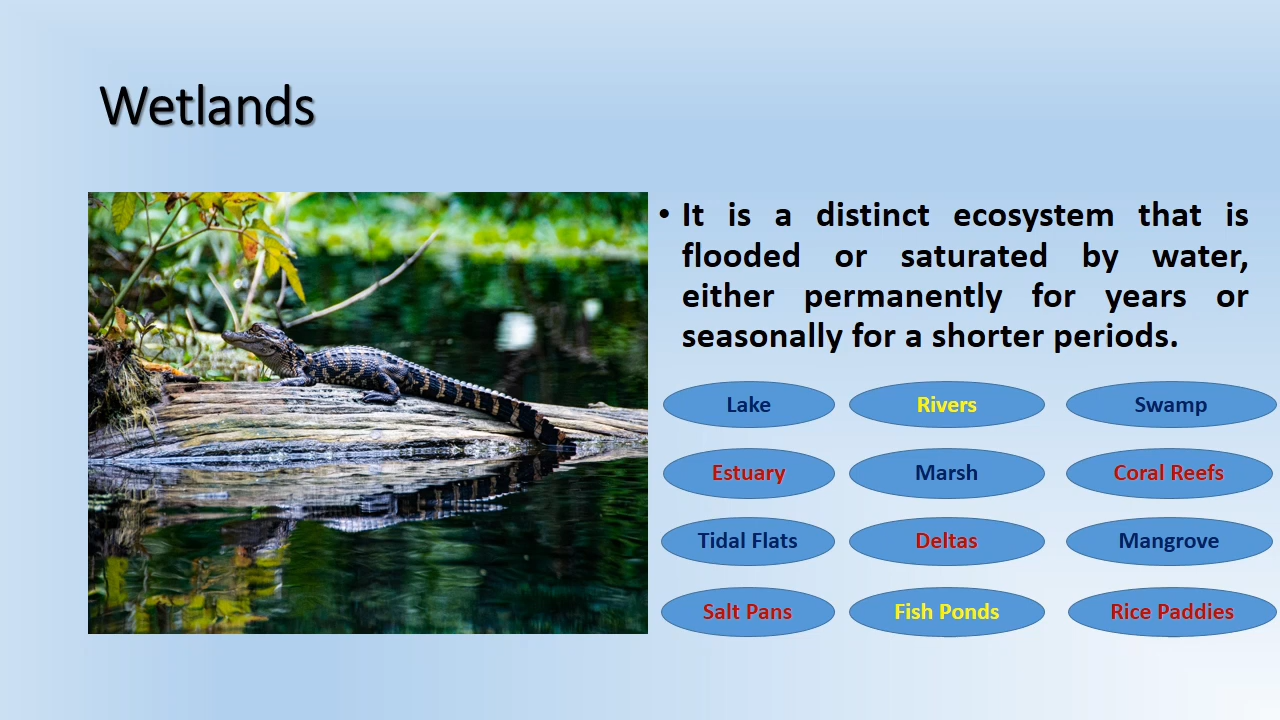 Wetlands
• It is a distinct ecosystem that is
flooded or saturated by water,
either permanently for years or
seasonally for a shorter periods.
Lake Rivers Swamp
Estuary Marsh Coral Reefs
Tidal Flats Deltas Mangrove
Salt Pans Fish Ponds Rice Paddies